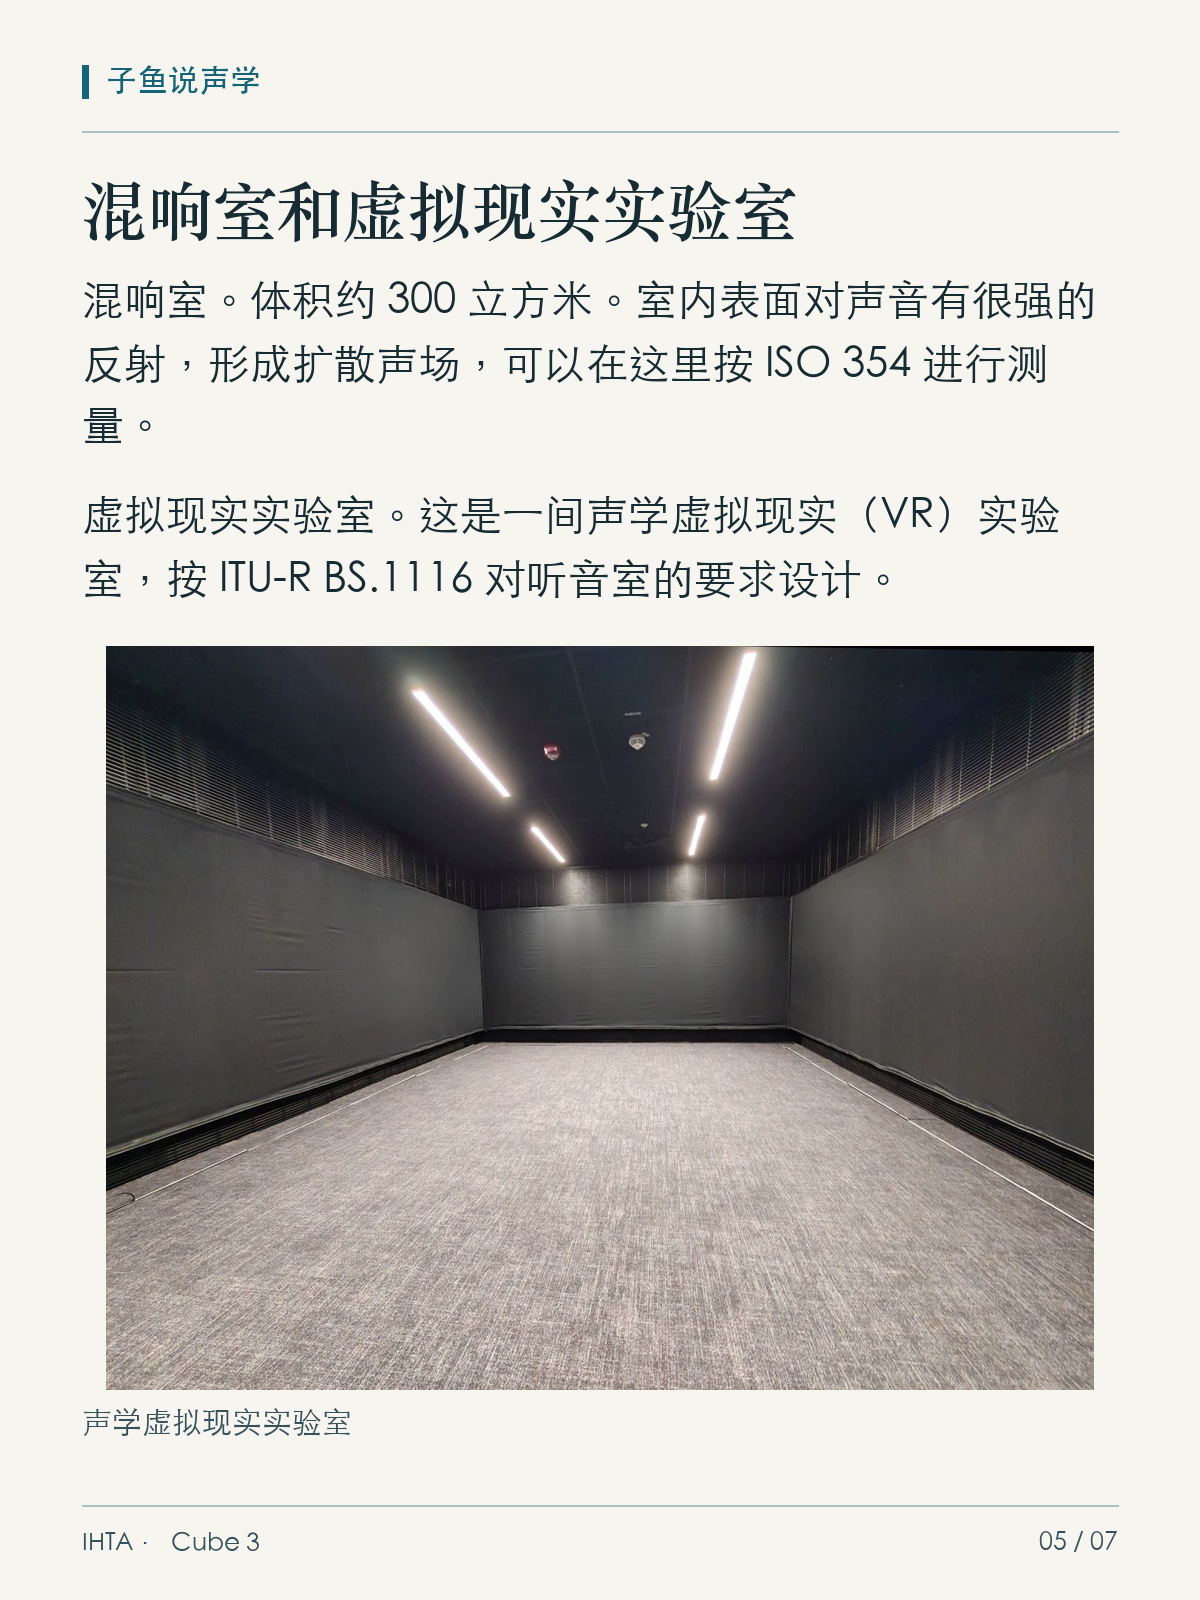 子鱼说声学
混响室和虚拟现实实验室
混响室。体积约 300 立方米。室内表面对声音有很强的
反射，形成扩散声场，可以在这里按 ISO 354 进行测
量。
虚拟现实实验室。这是一间声学虚拟现实（VR）实验
室，按 ITU-R BS.1116 对听音室的要求设计。
声学虚拟现实实验室
IHTA · Cube 3
05 / 07